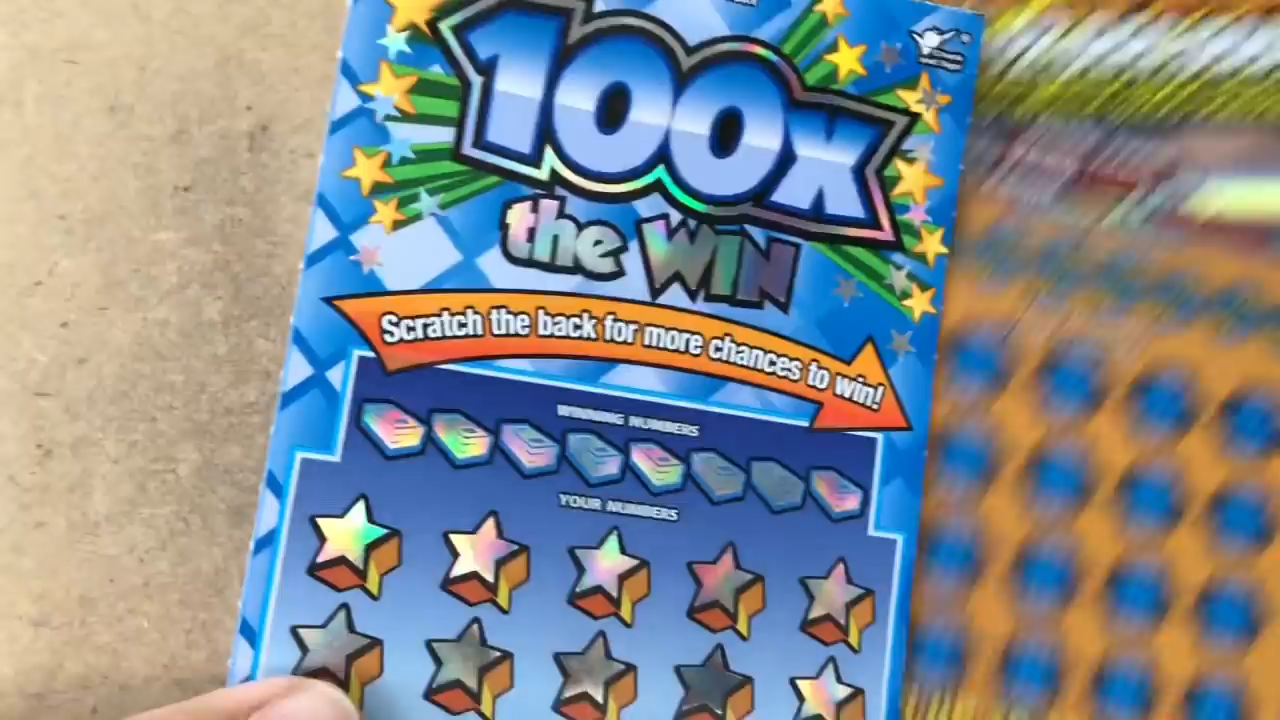 100X
the WIN
Scratch the back for more chances to win!
WINNING NUMBERS
YOUR NUMBERS